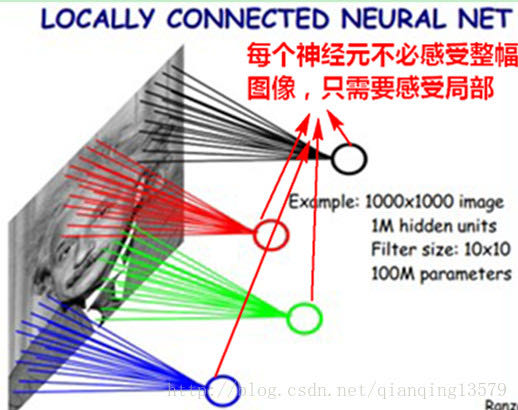 LOCALLY CONNECTED NEURAL NET
每个神经元不必感受整幅
图像，只需要感受局部
Example: 1000x1000 image
1M hidden units
Filter size: 10x10
100M parameters
http://blog.csdn.net/qianqing13579
Ranz